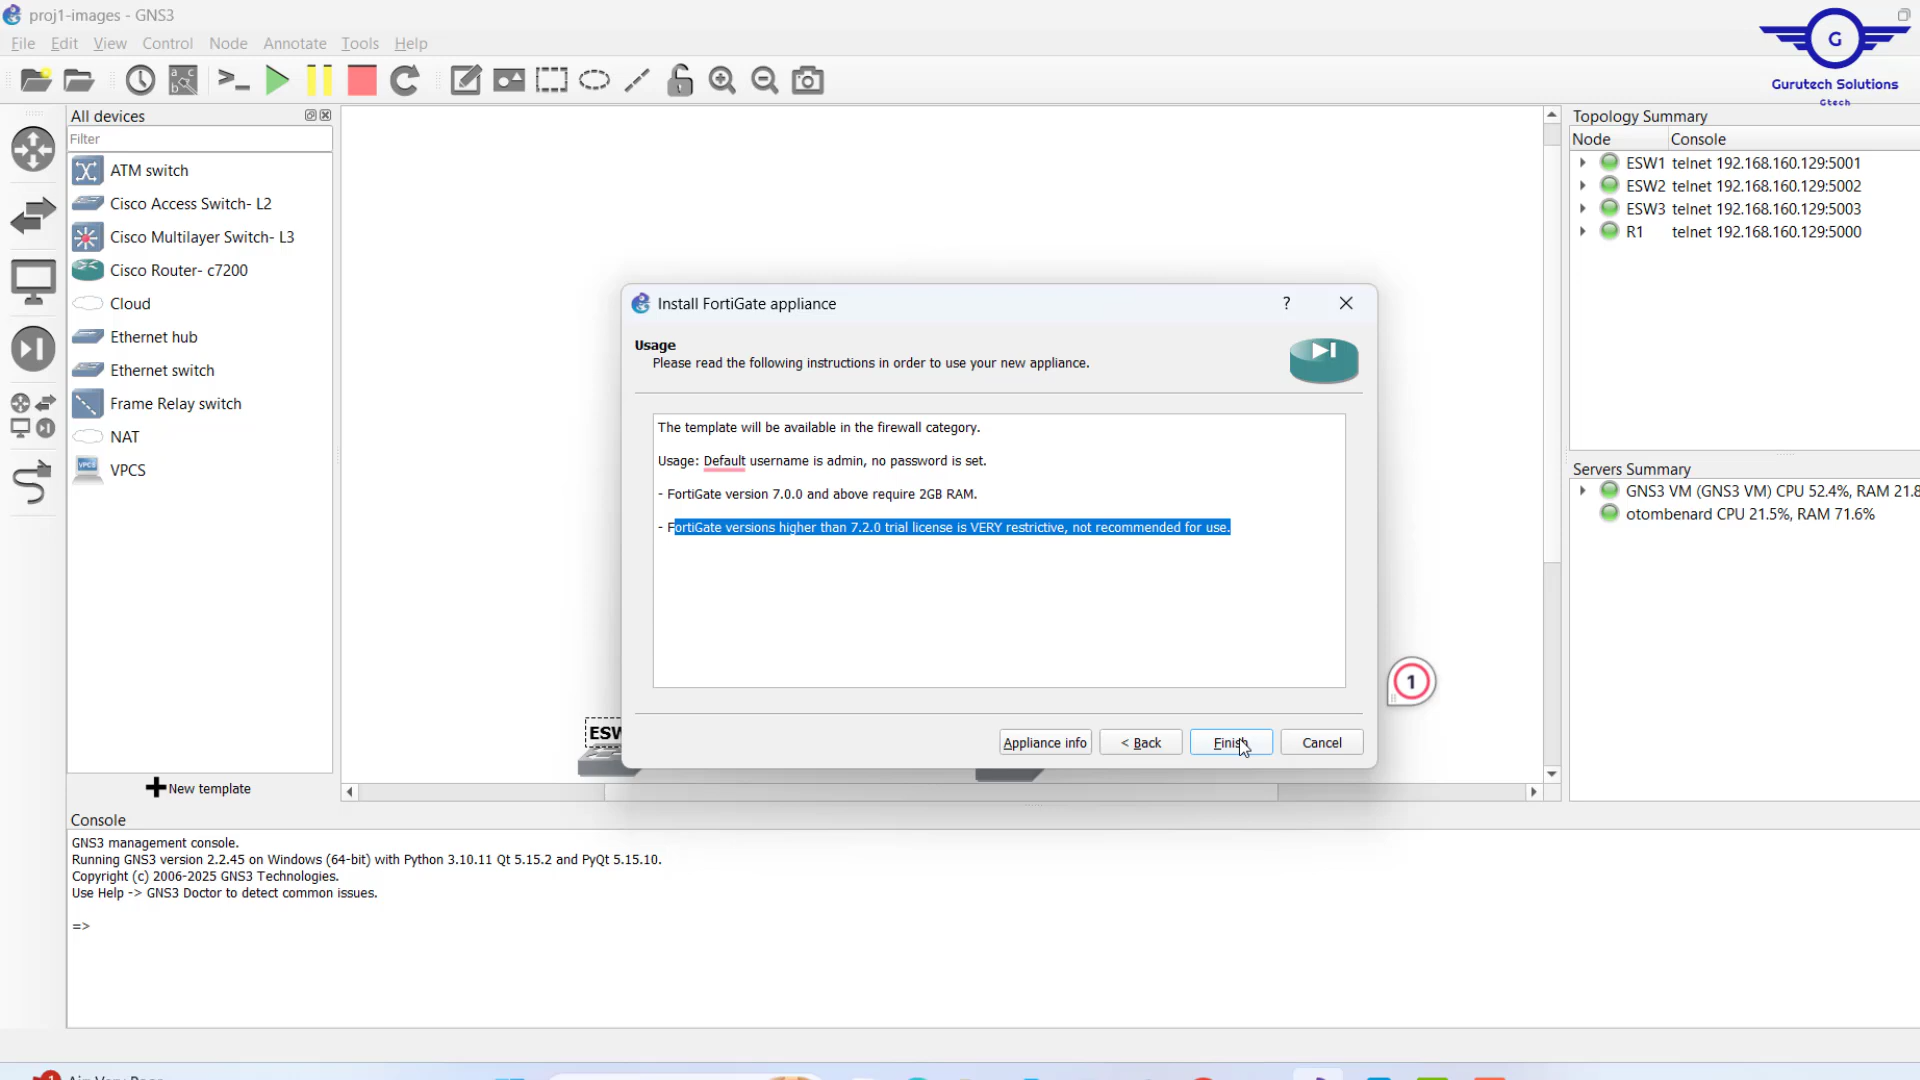 proj1-images - GNS3
G
Gurutech Solutions
Gtech
File Edit View Control Node Annotate Tools Help
All devices
Filter
ATM switch
Cisco Access Switch- L2
Cisco Multilayer Switch- L3
Cisco Router- c7200
Cloud
Ethernet hub
Ethernet switch
Frame Relay switch
NAT
VPCS
New template
Install FortiGate appliance
?
Usage
Please read the following instructions in order to use your new appliance.
The template will be available in the firewall category.
Usage: Default username is admin, no password is set.
- FortiGate version 7.0.0 and above require 2GB RAM.
- FortiGate versions higher than 7.2.0 trial license is VERY restrictive, not recommended for use.
Appliance info < Back Finish Cancel
1
ESW
Topology Summary
Node Console
ESW1 telnet 192.168.160.129:5001
ESW2 telnet 192.168.160.129:5002
ESW3 telnet 192.168.160.129:5003
R1 telnet 192.168.160.129:5000
Servers Summary
GNS3 VM (GNS3 VM) CPU 52.4%, RAM 21.8
otombenard CPU 21.5%, RAM 71.6%
Console
GNS3 management console.
Running GNS3 version 2.2.45 on Windows (64-bit) with Python 3.10.11 Qt 5.15.2 and PyQt 5.15.10.
Copyright (c) 2006-2025 GNS3 Technologies.
Use Help -> GNS3 Doctor to detect common issues.
=>